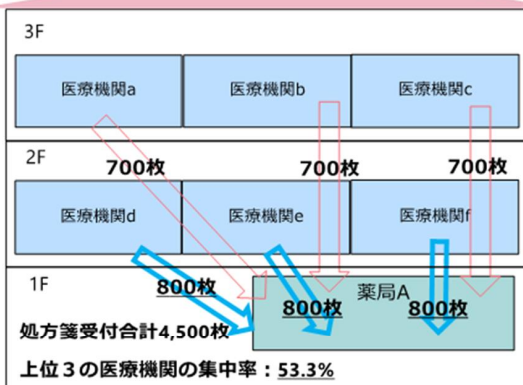 3F
医療機関a
医療機関b
医療機関c
2F
700枚
700枚
700枚
医療機関d
医療機関e
医療機関f
1F
800枚
薬局A
800枚
800枚
処方箋受付合計4,500枚
上位３の医療機関の集中率：53.3%